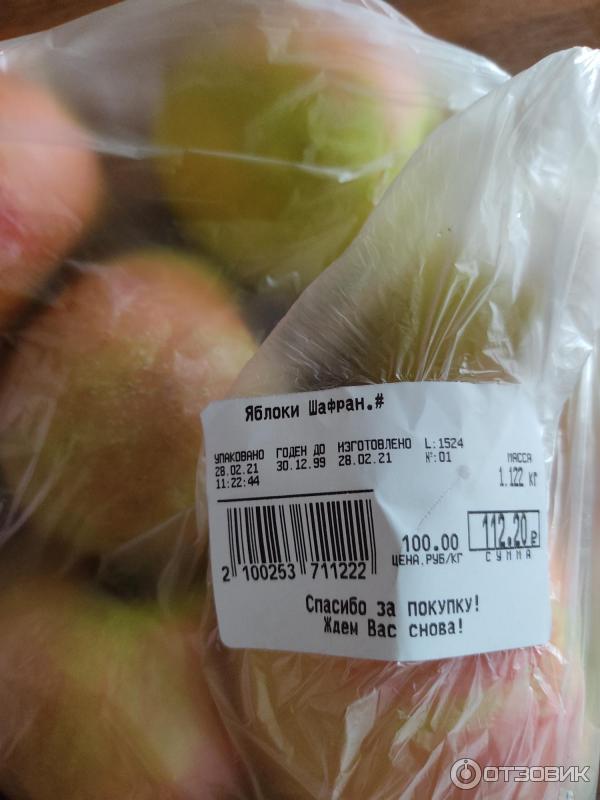 Яблоки Шафран.#
УПАКОВАНО ГОДЕН ДО ИЗГОТОВЛЕНО L:1524
28.02.21 30.12.99 28.02.21 №:01
11:22:44
МАССА
1.122 кг
100.00 112.20 ₽
ЦЕНА,РУБ/КГ СУММА
2 100253 711222
Спасибо за покупку!
Ждем Вас снова!
ОТЗОВИК